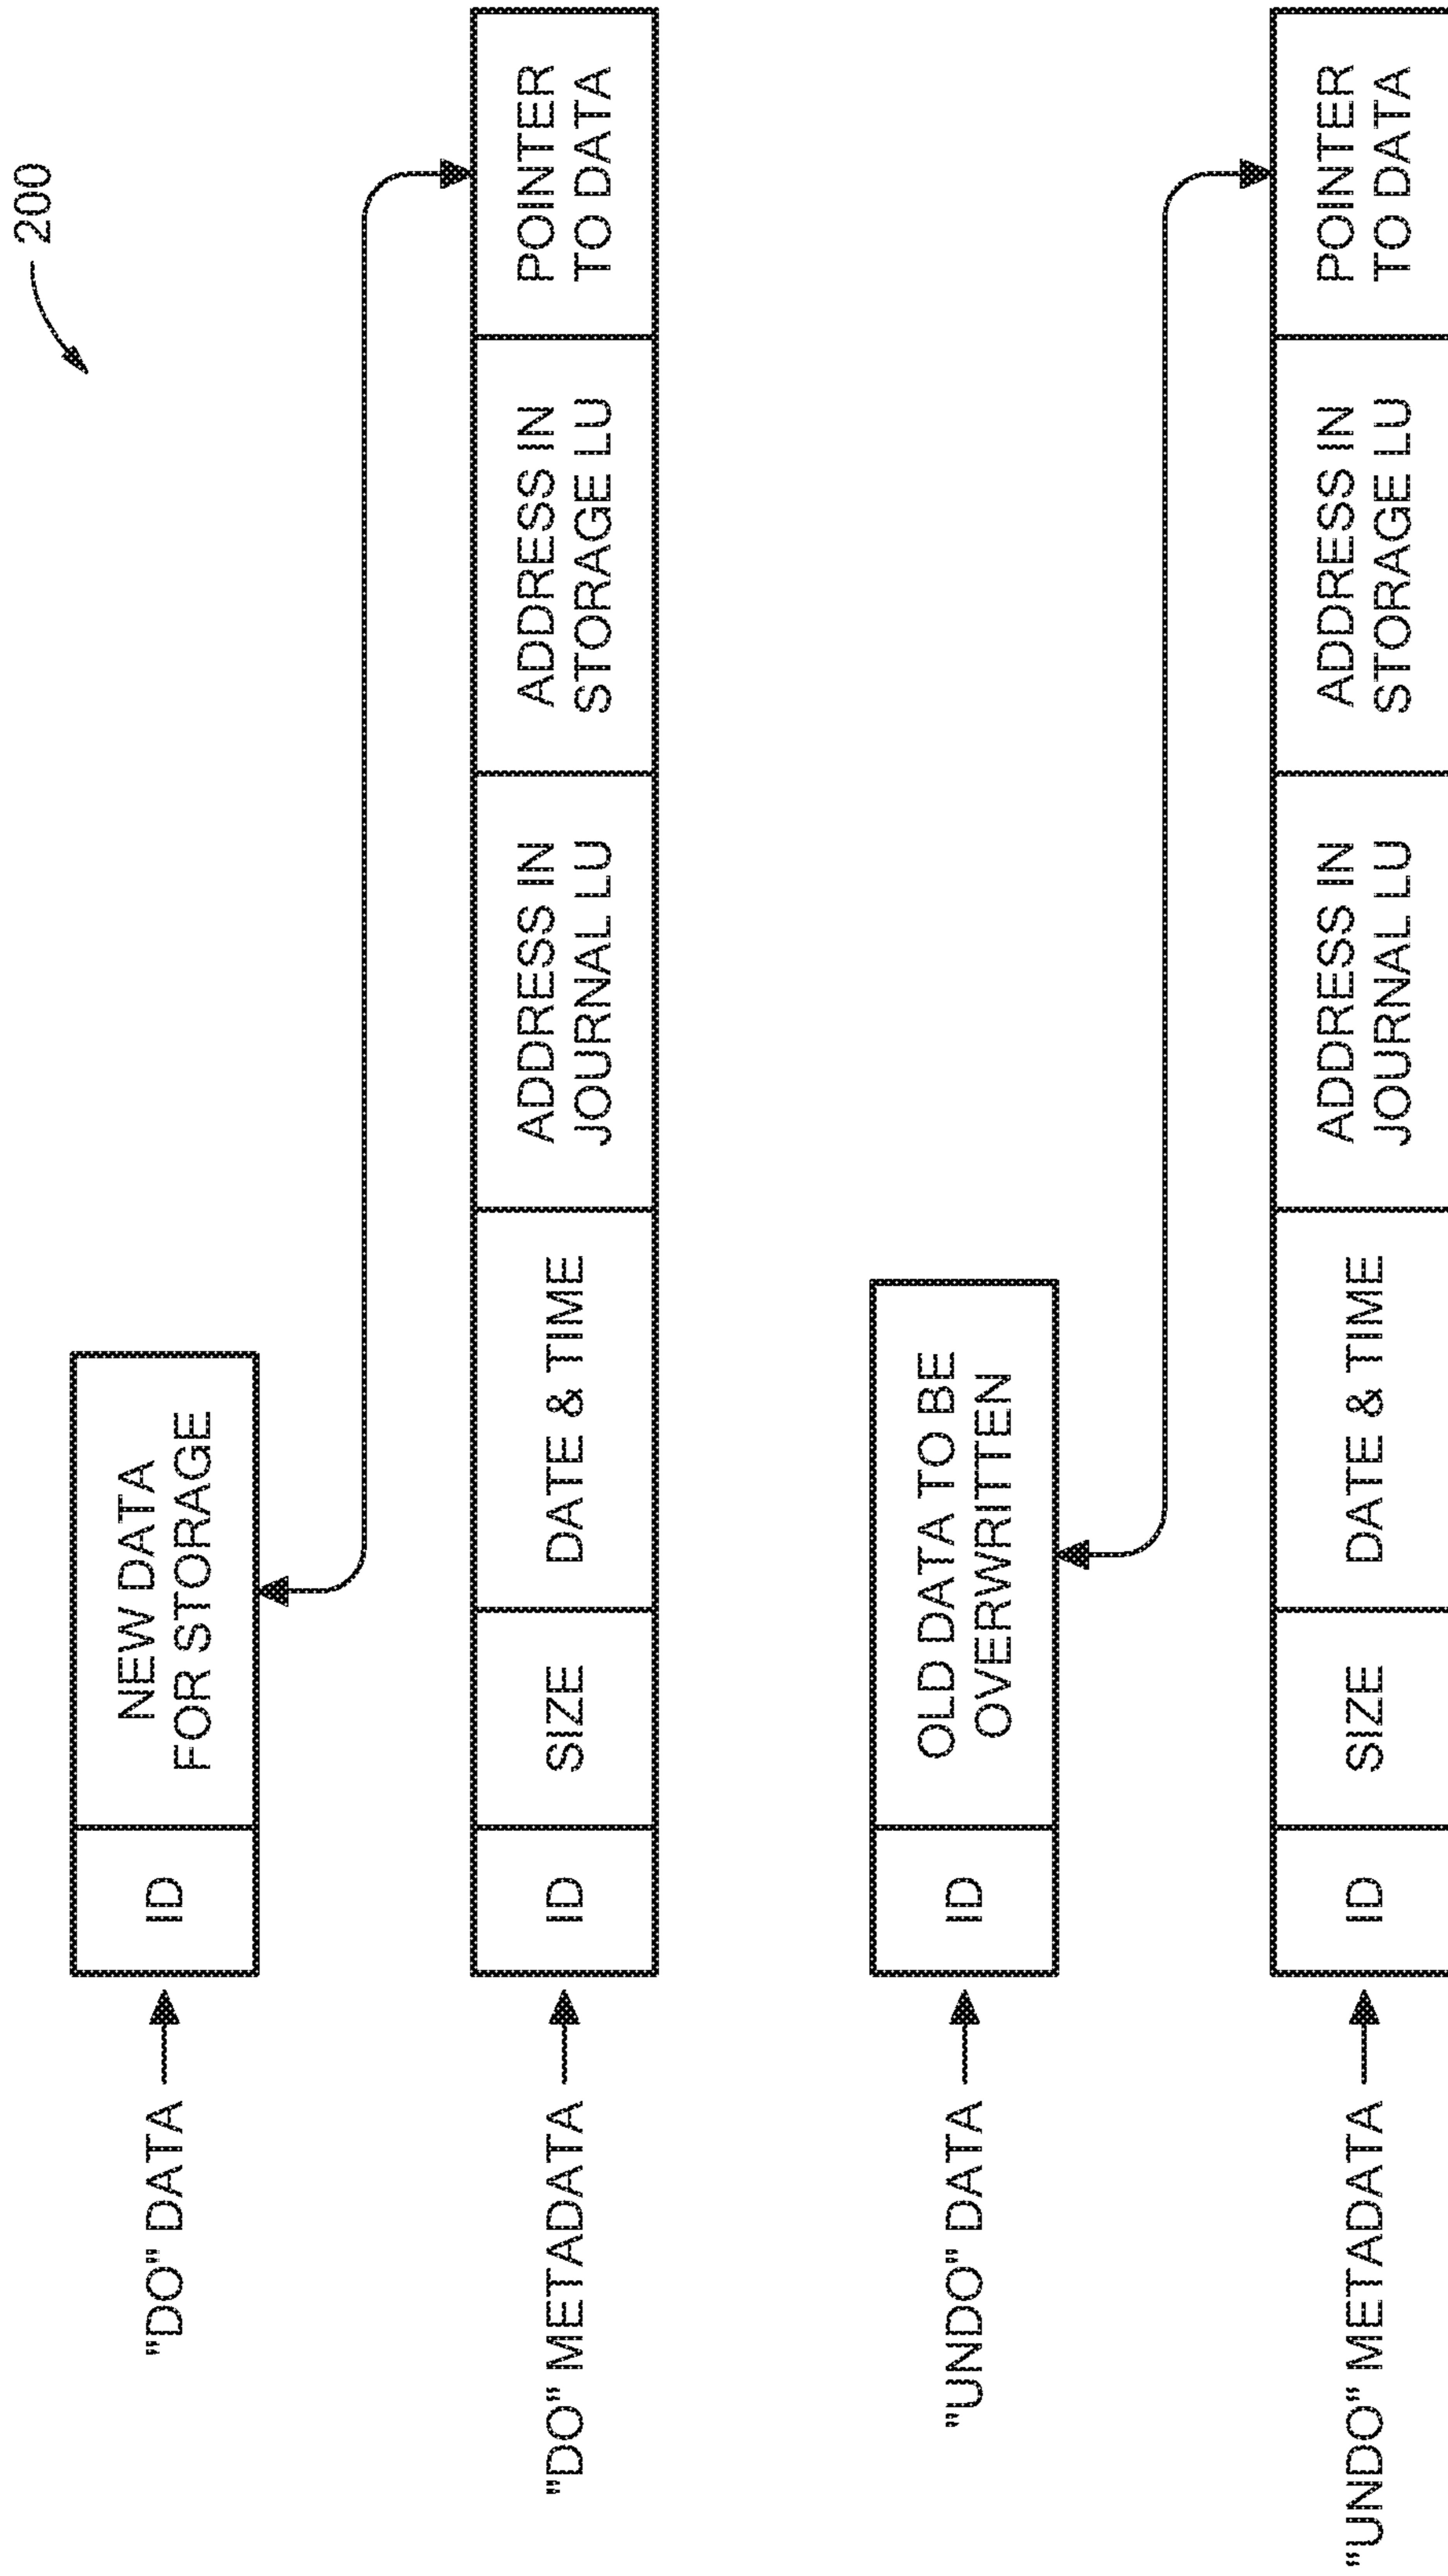 200
"DO" DATA
ID
NEW DATA
FOR STORAGE
"DO" METADATA
ID
SIZE
DATE & TIME
ADDRESS IN
JOURNAL LU
ADDRESS IN
STORAGE LU
POINTER
TO DATA
"UNDO" DATA
ID
OLD DATA TO BE
OVERWRITTEN
"UNDO" METADATA
ID
SIZE
DATE & TIME
ADDRESS IN
JOURNAL LU
ADDRESS IN
STORAGE LU
POINTER
TO DATA